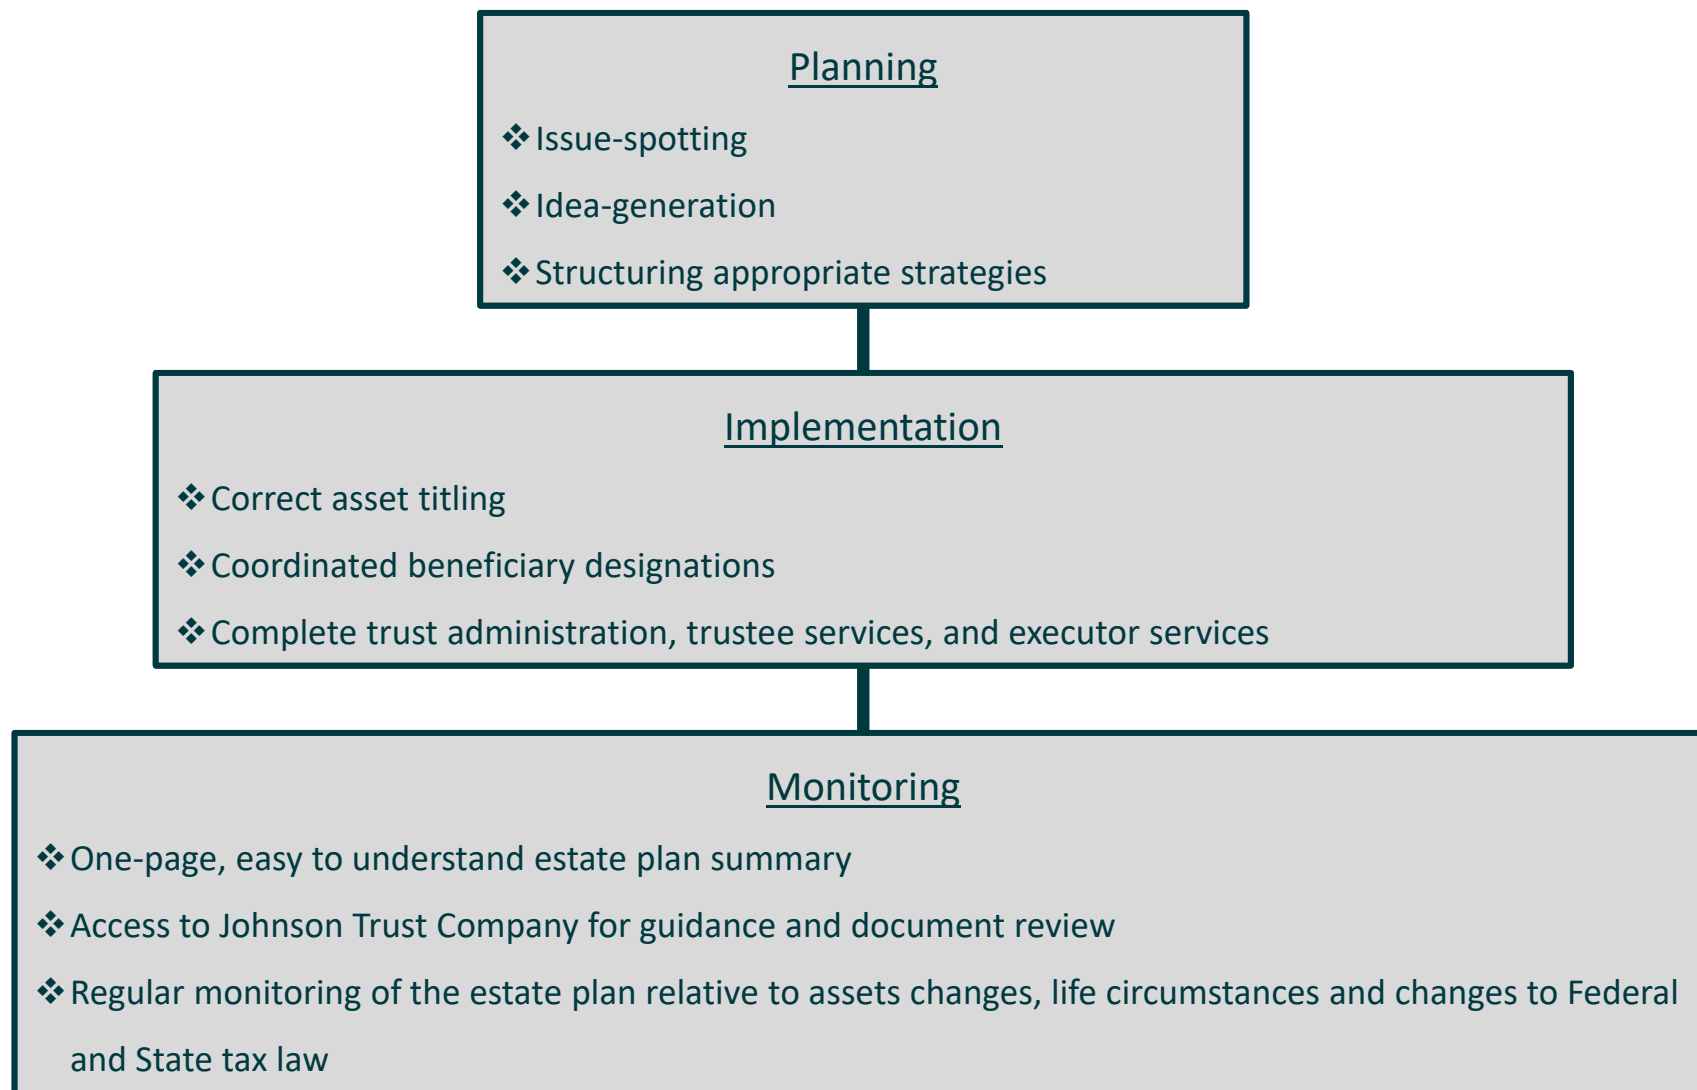 Planning
❖ Issue-spotting
❖ Idea-generation
❖ Structuring appropriate strategies
Implementation
❖ Correct asset titling
❖ Coordinated beneficiary designations
❖ Complete trust administration, trustee services, and executor services
Monitoring
❖ One-page, easy to understand estate plan summary
❖ Access to Johnson Trust Company for guidance and document review
❖ Regular monitoring of the estate plan relative to assets changes, life circumstances and changes to Federal
and State tax law